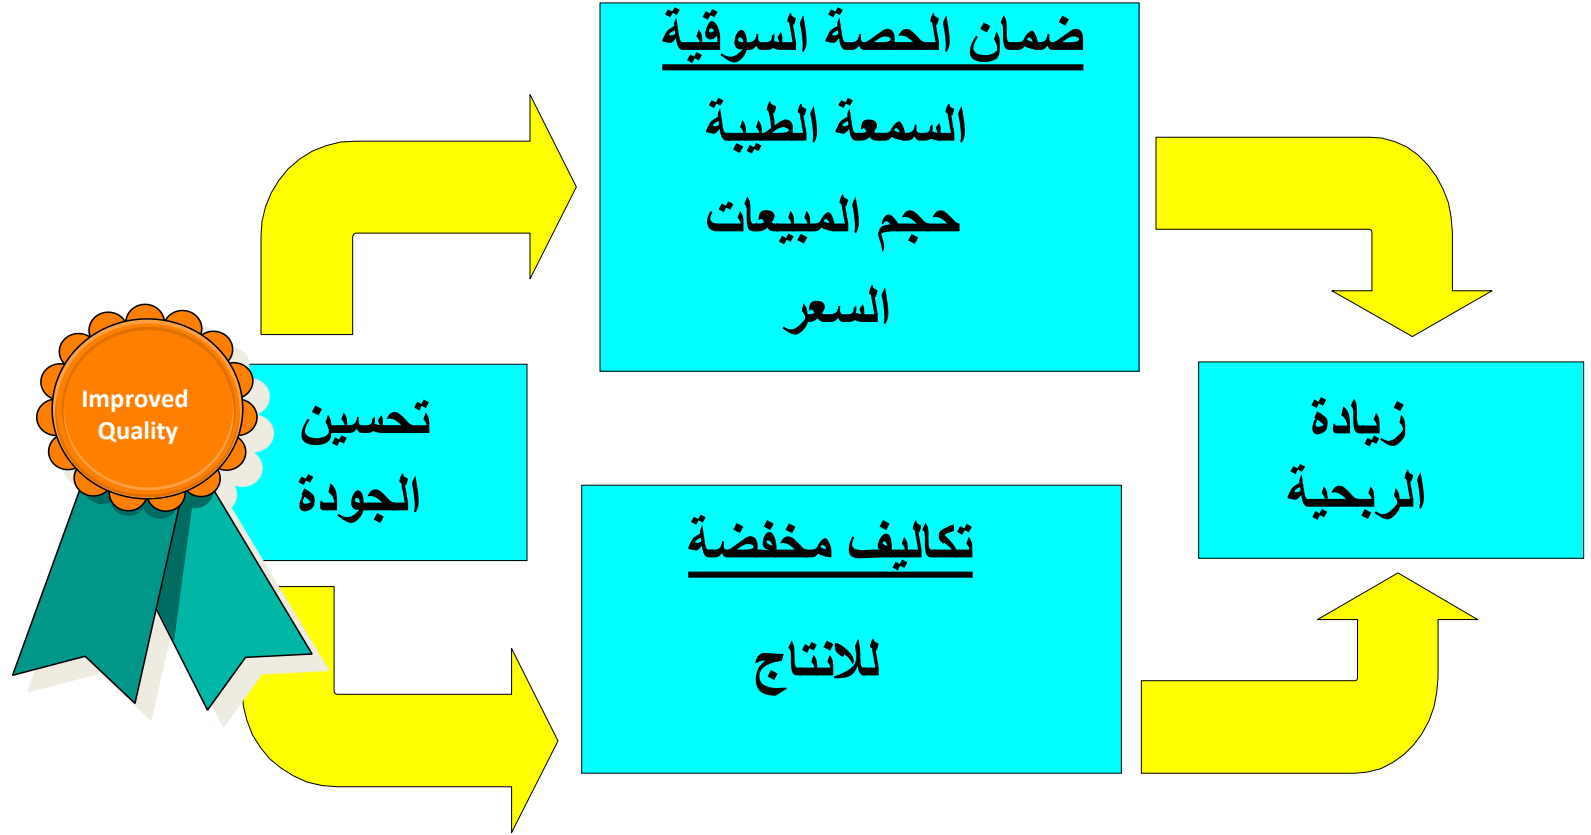 ضمان الحصة السوقية
السمعة الطيبة
حجم المبيعات
السعر
Improved
Quality
تحسين
الجودة
زيادة
الربحية
تكاليف مخفضة
للانتاج